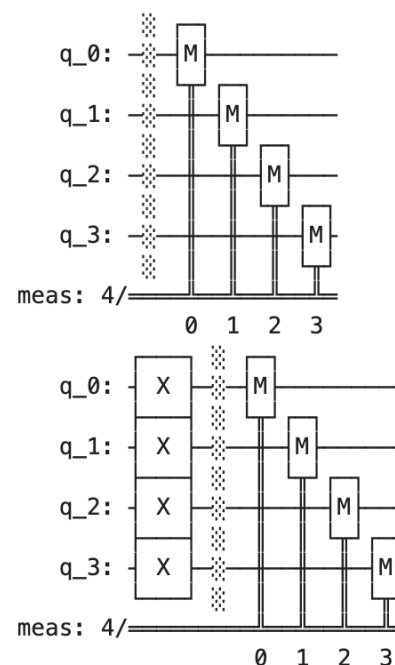 q_0: M
q_1: M
q_2: M
q_3: M
meas: 4/
0 1 2 3
q_0: X M
q_1: X M
q_2: X M
q_3: X M
meas: 4/
0 1 2 3